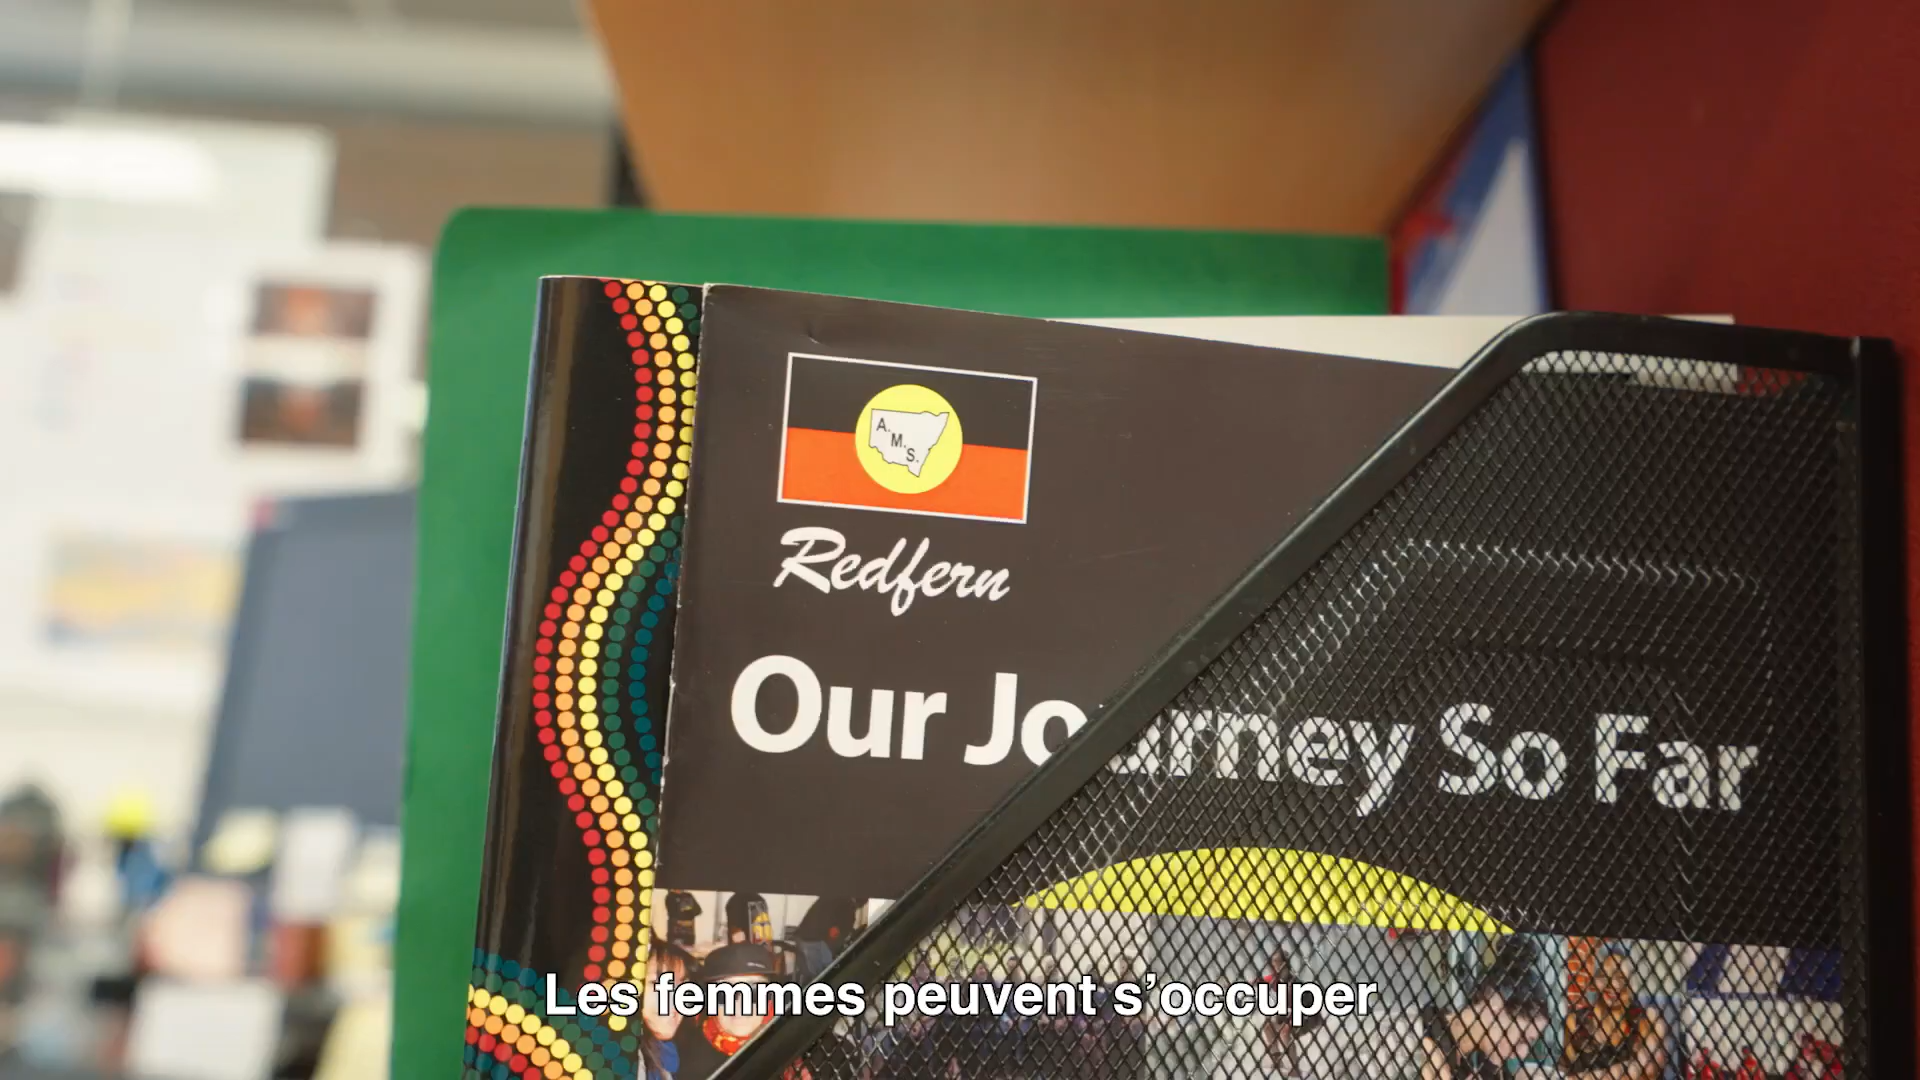 A.
M.
S.
Redfern
Our Journey So Far
Les femmes peuvent s’occuper